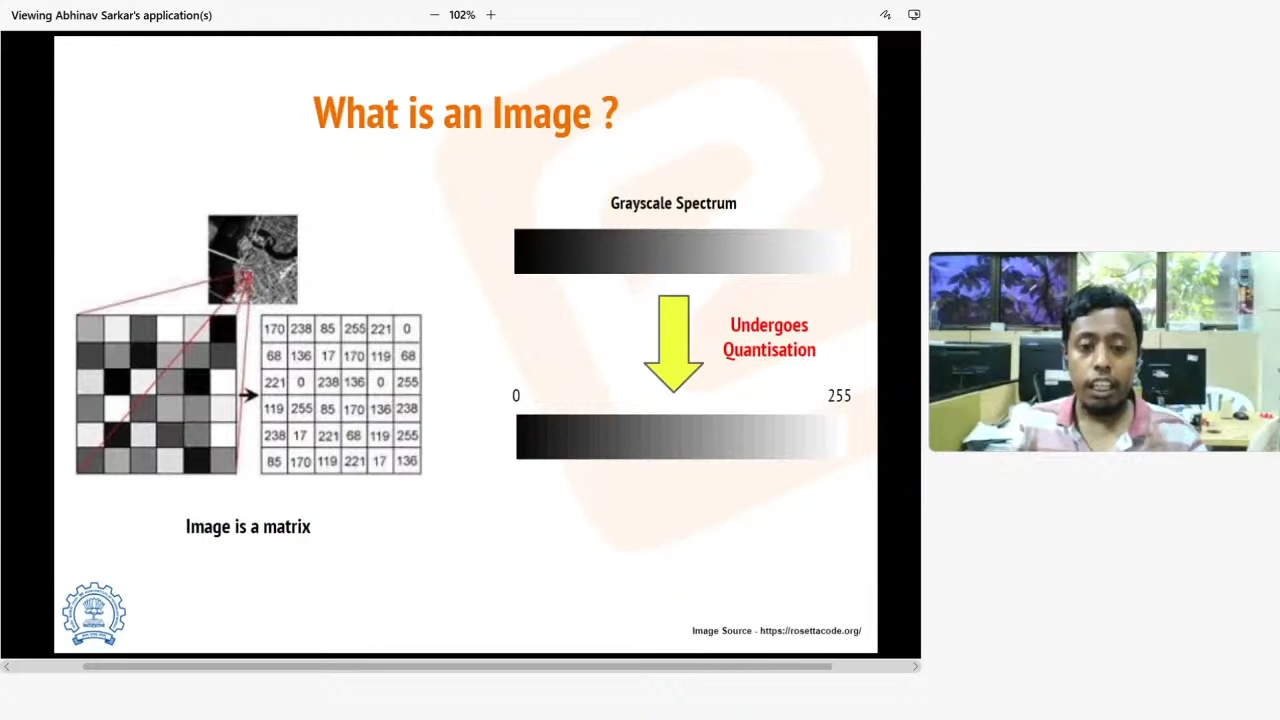 Viewing Abhinav Sarkar's application(s)
102%
What is an Image ?
Grayscale Spectrum
Undergoes
Quantisation
0
255
170 238 85 255 221 0
68 136 17 170 119 68
221 0 238 136 0 255
119 255 85 170 136 238
238 17 221 68 119 255
85 170 119 221 17 136
Image is a matrix
Image Source - https://rosettacode.org/